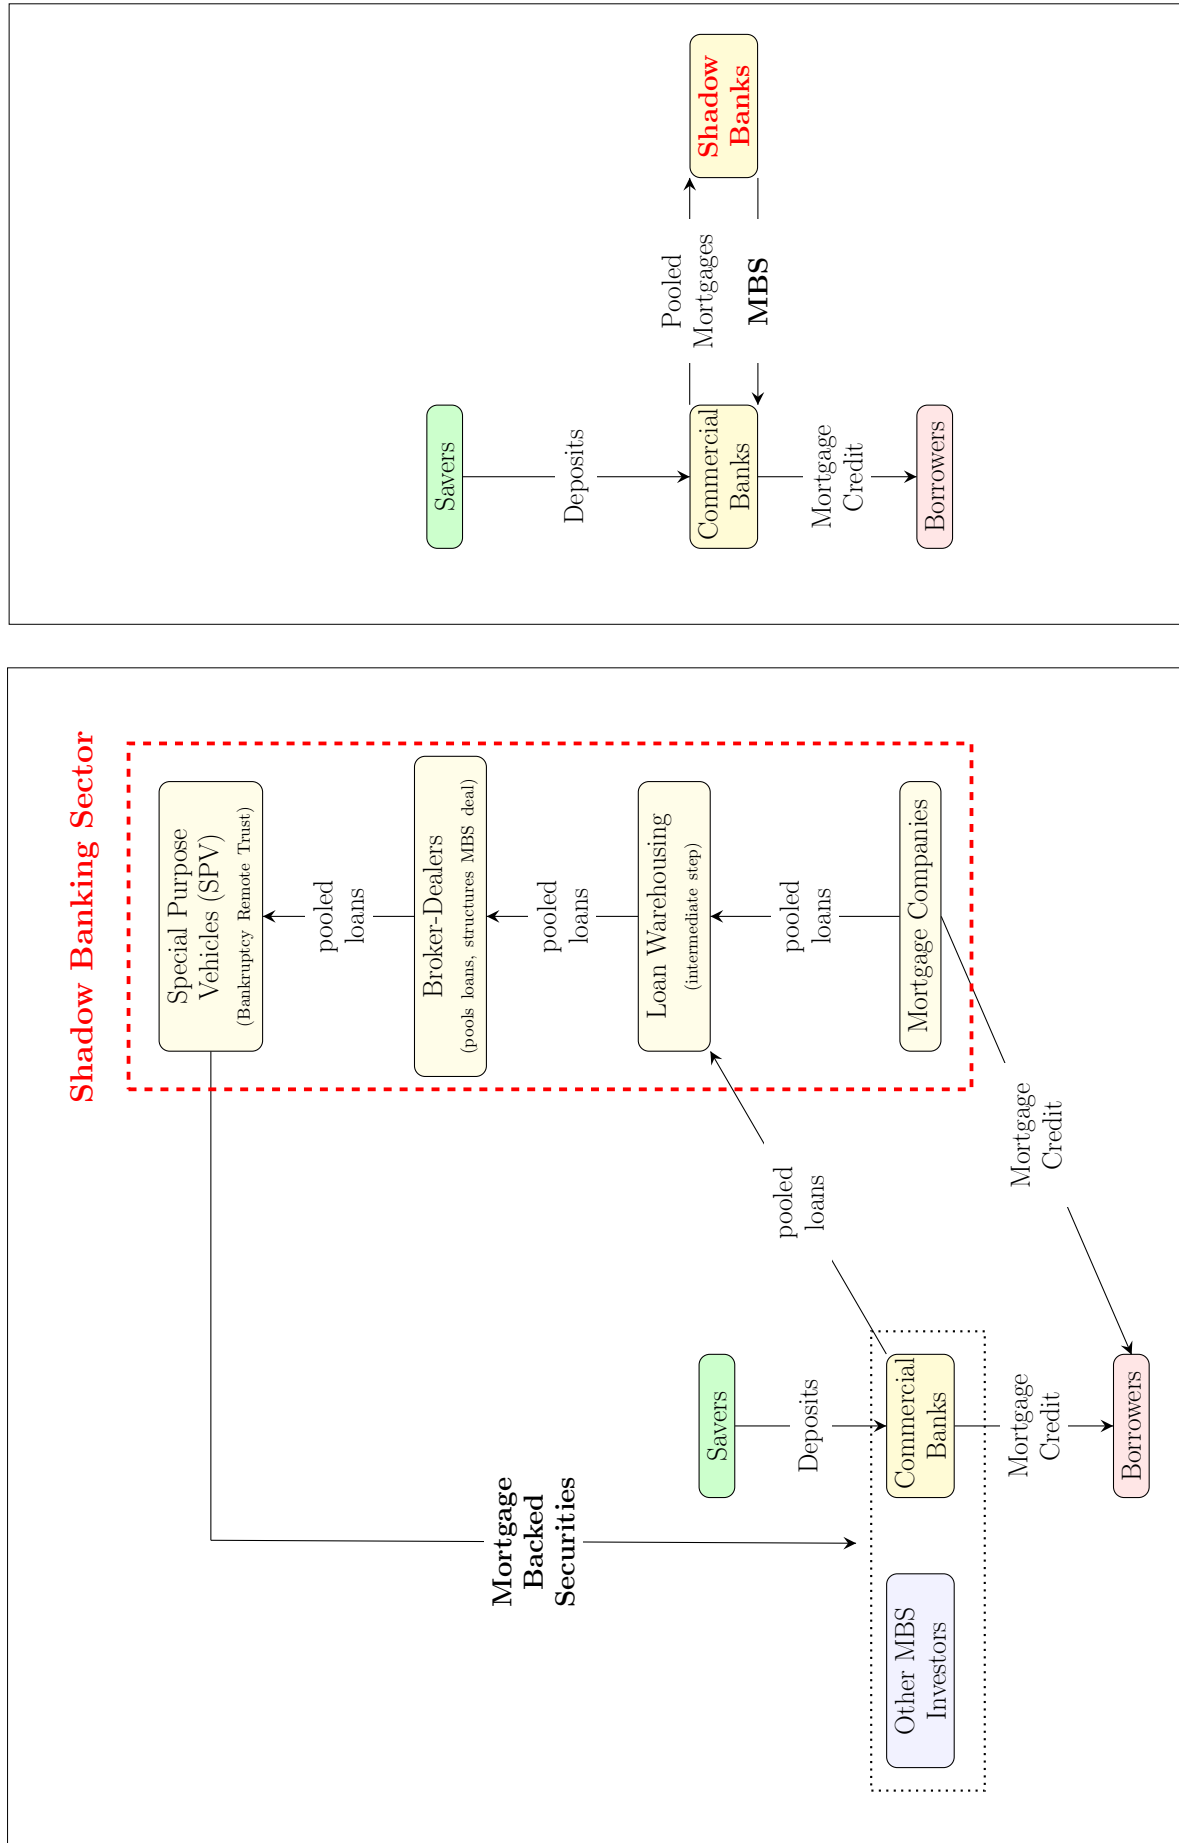 Shadow Banking Sector
Special Purpose
Vehicles (SPV)
(Bankruptcy Remote Trust)
pooled
loans
Broker-Dealers
(pools loans, structures MBS deal)
pooled
loans
Loan Warehousing
(intermediate step)
pooled
loans
Mortgage Companies
Mortgage
Backed
Securities
Savers
Deposits
pooled
loans
Other MBS
Investors
Commercial
Banks
Mortgage
Credit
Mortgage
Credit
Borrowers
Savers
Deposits
Commercial
Banks
Pooled
Mortgages
MBS
Shadow
Banks
Mortgage
Credit
Borrowers